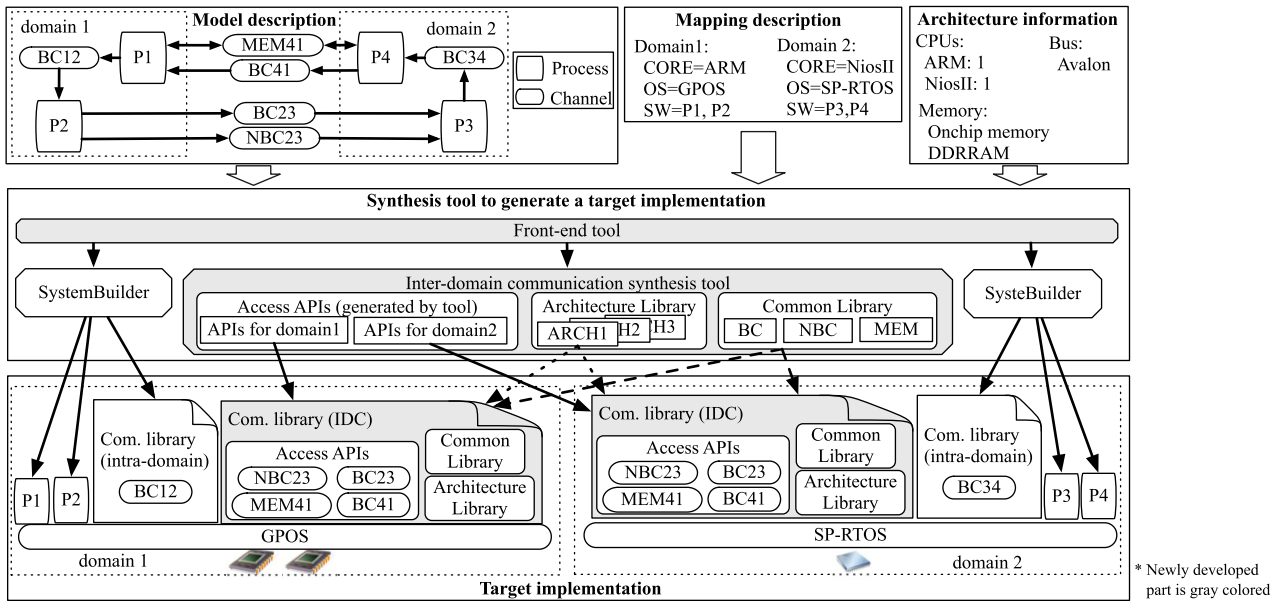 Model description
domain 1
domain 2
BC12
P1
MEM41
BC41
P4
BC34
P2
BC23
NBC23
P3
Process
Channel
Mapping description
Domain1:
CORE=ARM
OS=GPOS
SW=P1, P2
Domain 2:
CORE=NiosII
OS=SP-RTOS
SW=P3,P4
Architecture information
CPUs:
ARM: 1
NiosII: 1
Bus:
Avalon
Memory:
Onchip memory
DDRRAM
Synthesis tool to generate a target implementation
Front-end tool
SystemBuilder
Inter-domain communication synthesis tool
Access APIs (generated by tool)
APIs for domain1
APIs for domain2
Architecture Library
ARCH1
H2
H3
Common Library
BC
NBC
MEM
SysteBuilder
P1
P2
Com. library
(intra-domain)
BC12
Com. library (IDC)
Access APIs
NBC23
BC23
MEM41
BC41
Common
Library
Architecture
Library
GPOS
domain 1
Com. library (IDC)
Access APIs
NBC23
BC23
MEM41
BC41
Common
Library
Architecture
Library
Com. library
(intra-domain)
BC34
P3
P4
SP-RTOS
domain 2
Target implementation
* Newly developed
part is gray colored